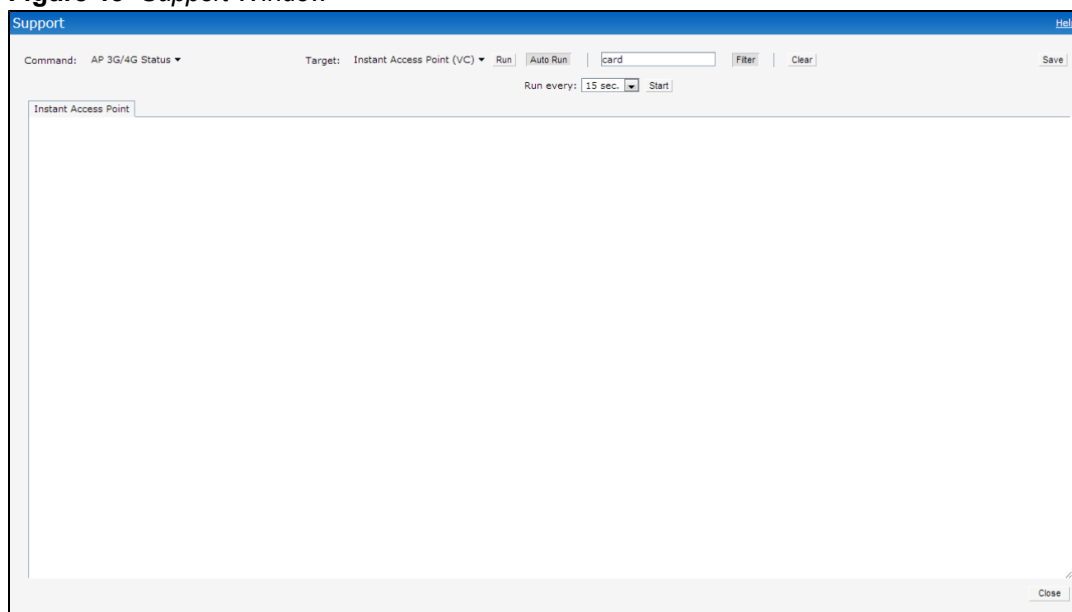 Support Help
Command: AP 3G/4G Status Target: Instant Access Point (VC) Run Auto Run card Filter Clear Save
Run every: 15 sec. Start
Instant Access Point
Close